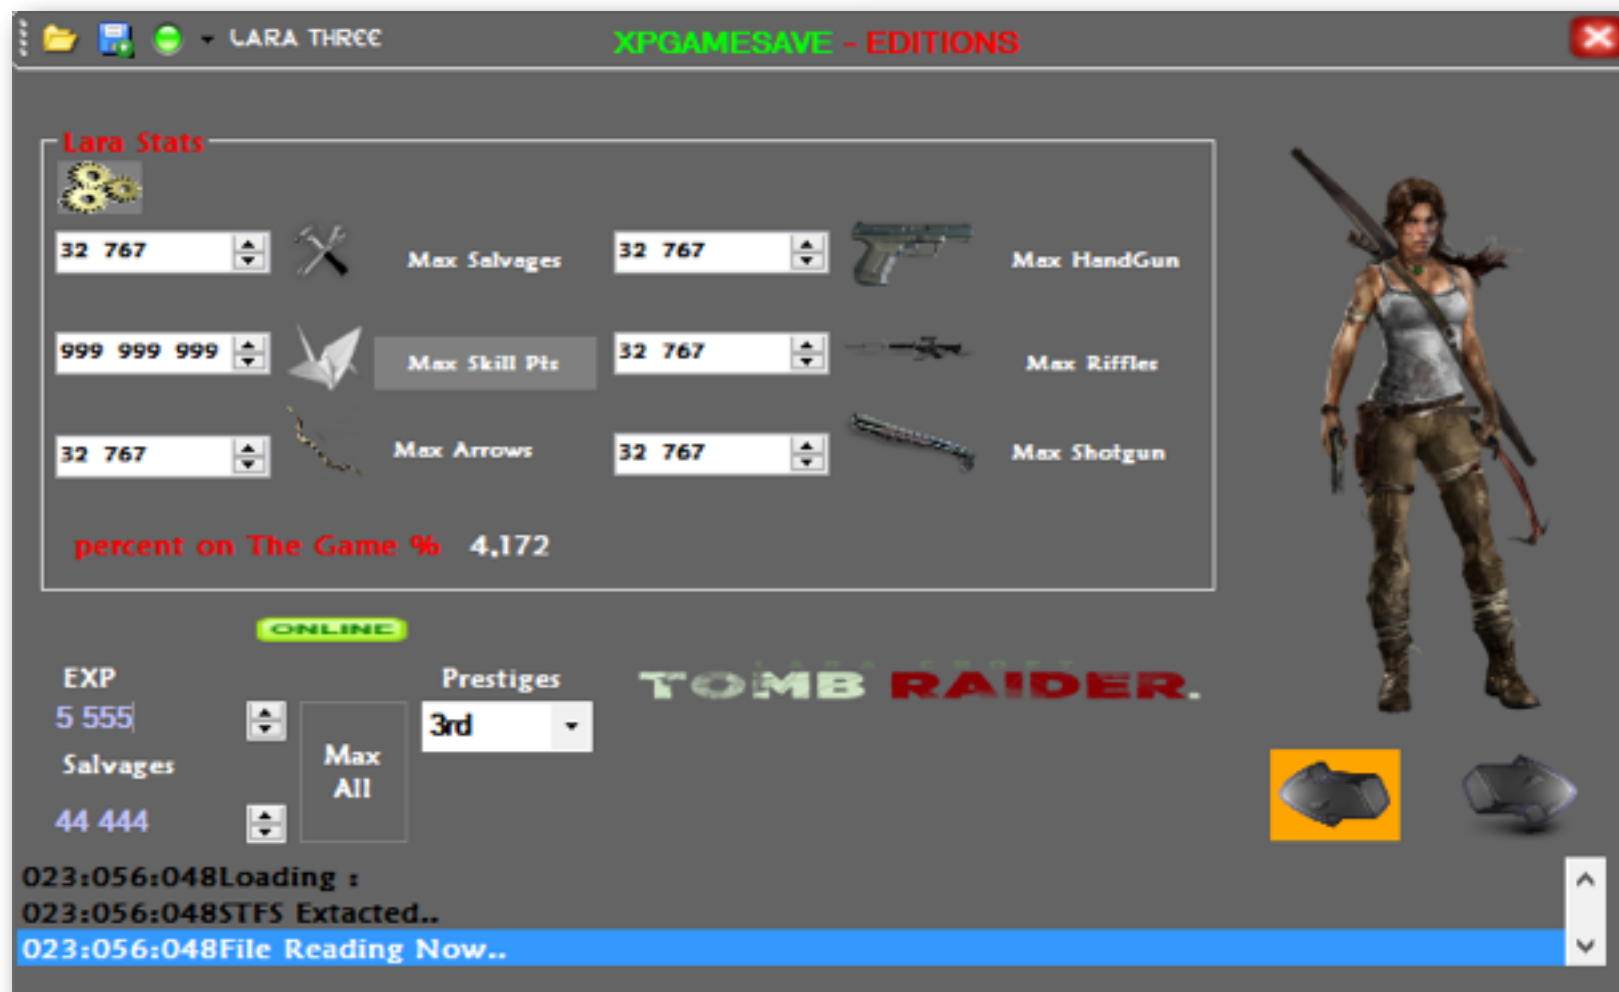 LARA THREE
XPGAMESAVE - EDITIONS
Lara Stats
32 767
Max Salvages
32 767
Max HandGun
999 999 999
Max Skill Pts
32 767
Max Riffles
32 767
Max Arrows
32 767
Max Shotgun
percent on The Game % 4,172
ONLINE
EXP
Prestiges
LARA CROFT
TOMB RAIDER.
5 555
3rd
Salvages
Max
All
44 444
023:056:048Loading :
023:056:048STFS Extacted..
023:056:048File Reading Now..